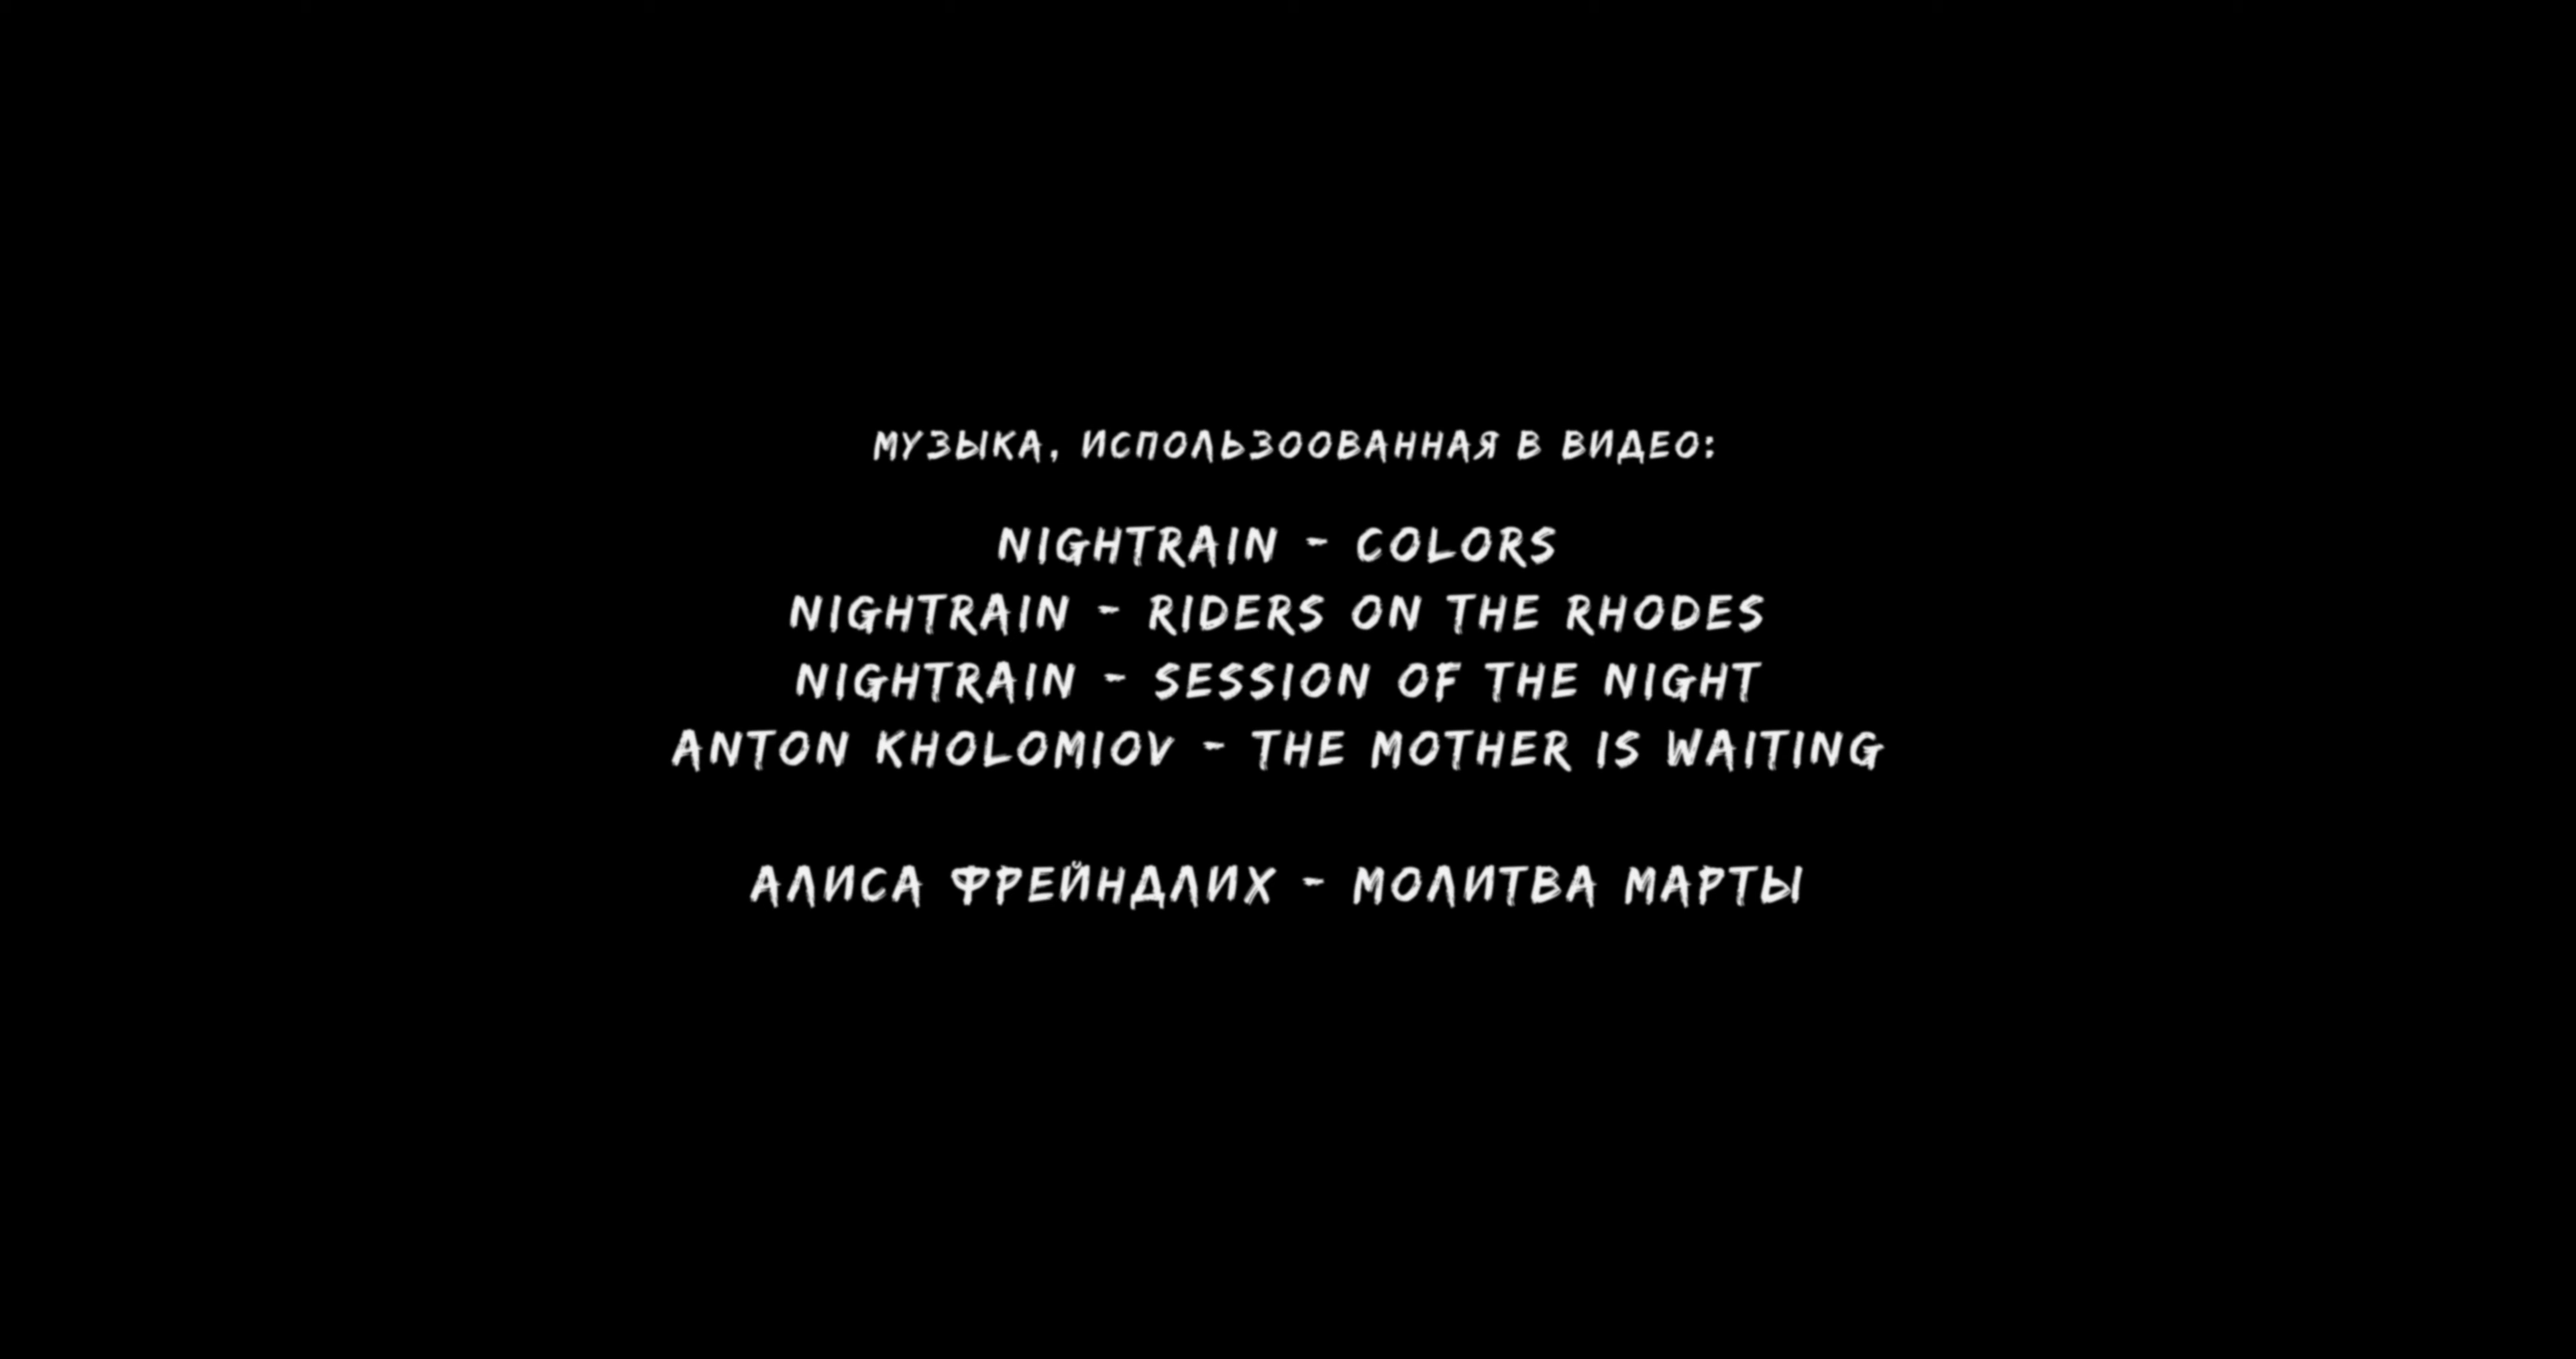 МУЗЫКА, ИСПОЛЬЗООВАННАЯ В ВИДЕО:
NIGHTRAIN - COLORS
NIGHTRAIN - RIDERS ON THE RHODES
NIGHTRAIN - SESSION OF THE NIGHT
ANTON KHOLOMIOV - THE MOTHER IS WAITING
АЛИСА ФРЕЙНДЛИХ - МОЛИТВА МАРТЫ